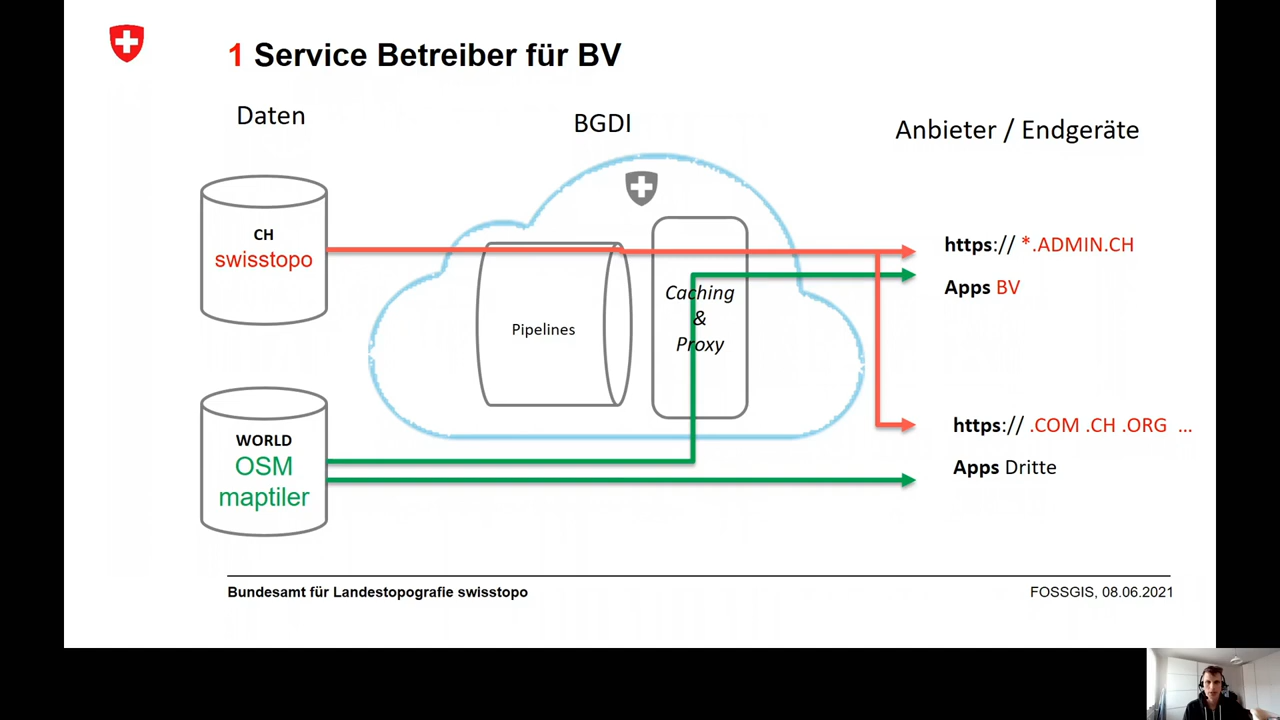 1 Service Betreiber für BV
Daten
BGDI
Anbieter / Endgeräte
CH
swisstopo
Pipelines
Caching
&
Proxy
https:// *.ADMIN.CH
Apps BV
WORLD
OSM
maptiler
https:// .COM .CH .ORG ...
Apps Dritte
Bundesamt für Landestopografie swisstopo
FOSSGIS, 08.06.2021